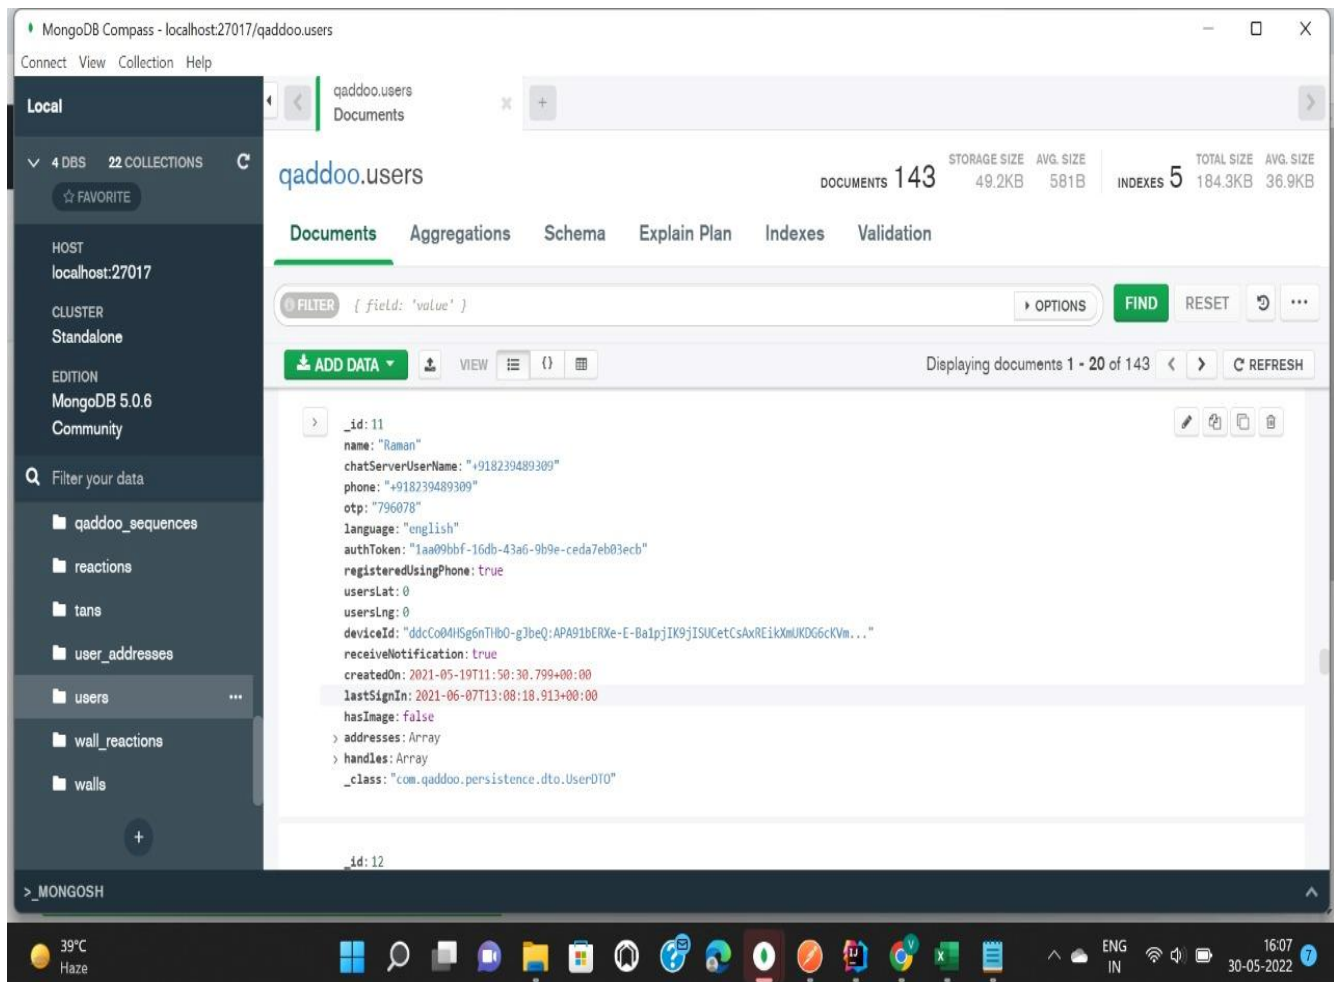 MongoDB Compass - localhost:27017/qaddoo.users
Connect View Collection Help
Local
4 DBS 22 COLLECTIONS
FAVORITE
HOST
localhost:27017
CLUSTER
Standalone
EDITION
MongoDB 5.0.6
Community
Filter your data
qaddoo_sequences
reactions
tans
user_addresses
users
wall_reactions
walls
+
qaddoo.users
Documents
+
qaddoo.users
DOCUMENTS 143
STORAGE SIZE
49.2KB
AVG. SIZE
581B
INDEXES 5
TOTAL SIZE
184.3KB
AVG. SIZE
36.9KB
Documents Aggregations Schema Explain Plan Indexes Validation
FILTER { field: 'value' }
OPTIONS
FIND
RESET
ADD DATA
VIEW
{}
Displaying documents 1 - 20 of 143
REFRESH
_id: 11
name: "Raman"
chatServerUserName: "+918239489309"
phone: "+918239489309"
otp: "796078"
language: "english"
authToken: "1aa09bbf-16db-43a6-9b9e-ceda7eb03ecb"
registeredUsingPhone: true
usersLat: 0
usersLng: 0
deviceId: "ddcCo04HSg6nTHbO-gJbeQ:APA91bERXe-E-Ba1pjIK9jISUCetCsAxREikXmUKDG6cKVm..."
receiveNotification: true
createdOn: 2021-05-19T11:50:30.799+00:00
lastSignIn: 2021-06-07T13:08:18.913+00:00
hasImage: false
addresses: Array
handles: Array
_class: "com.qaddoo.persistence.dto.UserDTO"
_id: 12
>_MONGOSH
39°C
Haze
ENG
IN
16:07
30-05-2022
7